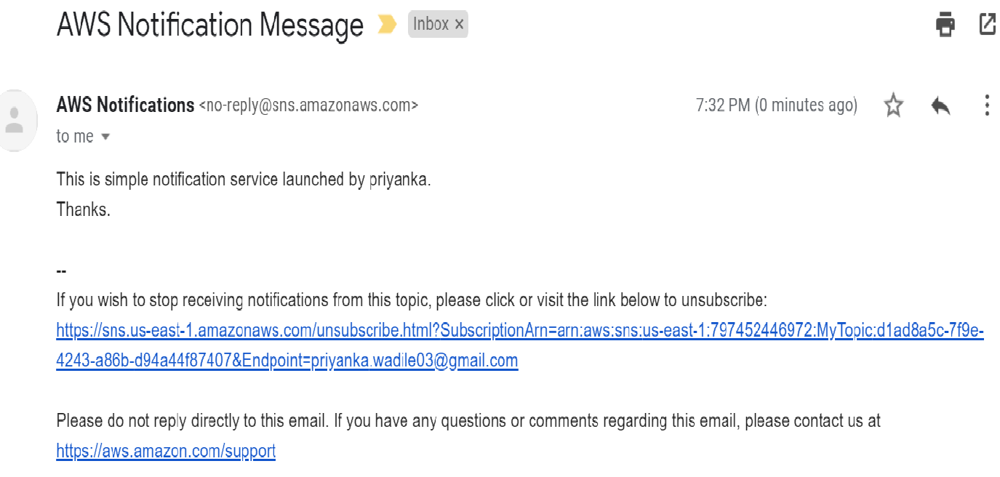 AWS Notification Message Inbox ×
AWS Notifications <no-reply@sns.amazonaws.com> 7:32 PM (0 minutes ago)
to me
This is simple notification service launched by priyanka.
Thanks.
--
If you wish to stop receiving notifications from this topic, please click or visit the link below to unsubscribe:
https://sns.us-east-1.amazonaws.com/unsubscribe.html?SubscriptionArn=arn:aws:sns:us-east-1:797452446972:MyTopic:d1ad8a5c-7f9e-
4243-a86b-d94a44f87407&Endpoint=priyanka.wadile03@gmail.com
Please do not reply directly to this email. If you have any questions or comments regarding this email, please contact us at
https://aws.amazon.com/support